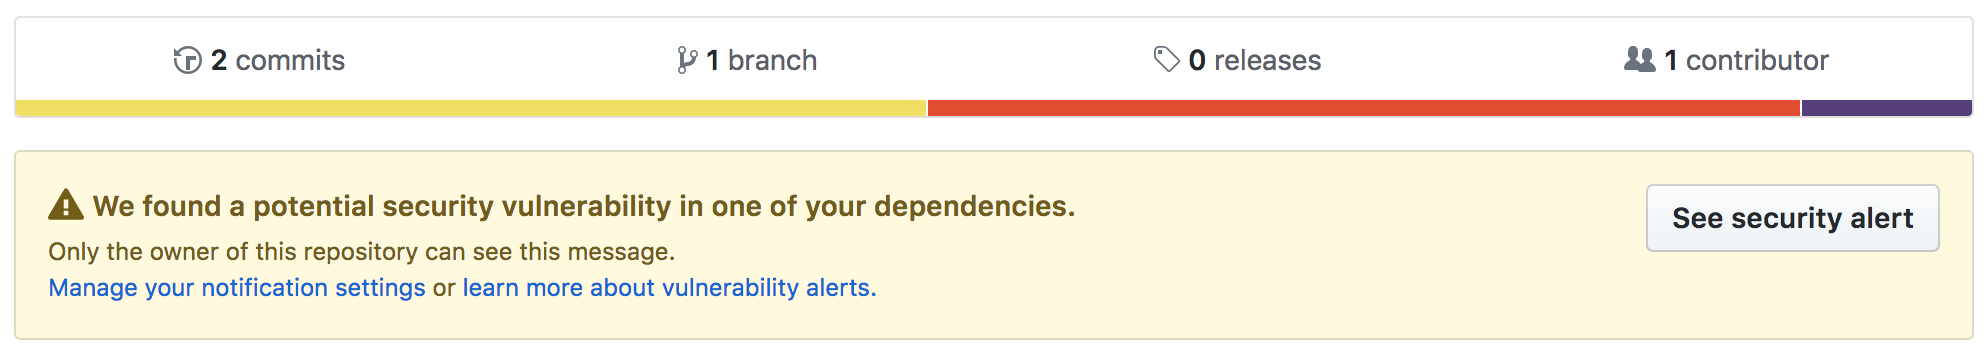 2 commits
1 branch
0 releases
1 contributor
We found a potential security vulnerability in one of your dependencies.
See security alert
Only the owner of this repository can see this message.
Manage your notification settings or learn more about vulnerability alerts.